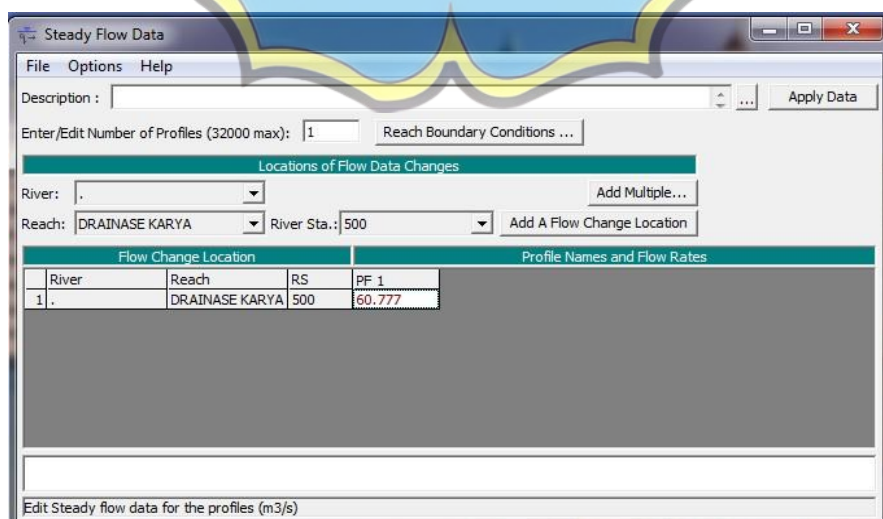 Steady Flow Data
File Options Help
Description :
... Apply Data
Enter/Edit Number of Profiles (32000 max): 1 Reach Boundary Conditions ...
Locations of Flow Data Changes
River: . Add Multiple...
Reach: DRAINASE KARYA River Sta.: 500 Add A Flow Change Location
Flow Change Location Profile Names and Flow Rates
River Reach RS PF 1
1 . DRAINASE KARYA 500 60.777
Edit Steady flow data for the profiles (m3/s)